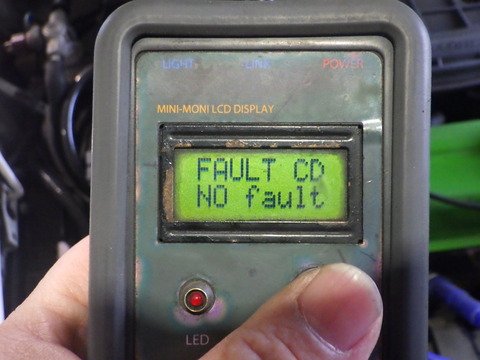 LIGHT LINK POWER
MINI-MONI LCD DISPLAY
FAULT CD
NO fault
LED